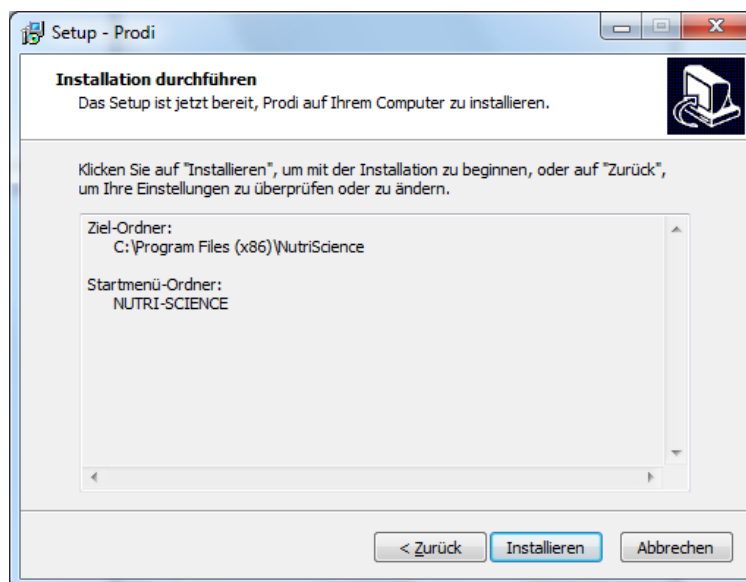 Setup - Prodi
Installation durchführen
Das Setup ist jetzt bereit, Prodi auf Ihrem Computer zu installieren.
Klicken Sie auf "Installieren", um mit der Installation zu beginnen, oder auf "Zurück",
um Ihre Einstellungen zu überprüfen oder zu ändern.
Ziel-Ordner:
C:\Program Files (x86)\NutriScience
Startmenü-Ordner:
NUTRI-SCIENCE
< Zurück
Installieren
Abbrechen